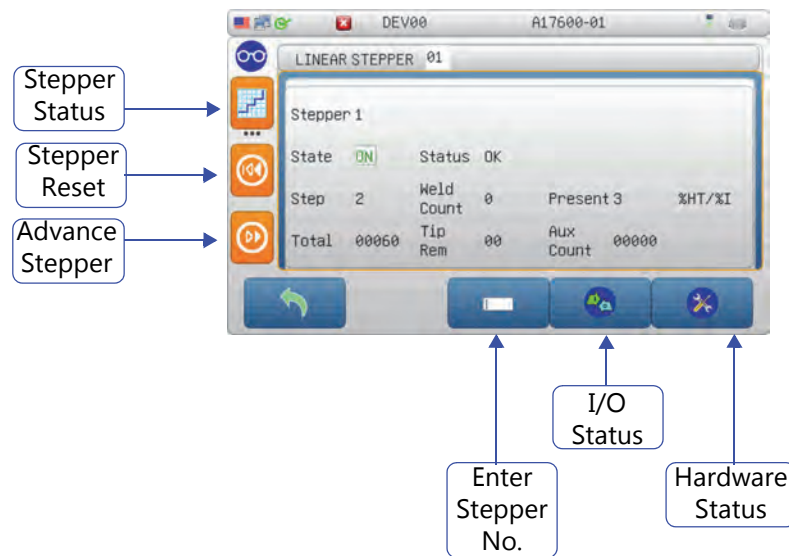 DEV00 A17600-01
LINEAR STEPPER 01
Stepper
Status
Stepper 1
State ON Status OK
Stepper
Reset
Step 2 Weld Count 0 Present 3 %HT/%I
Advance
Stepper
Total 00060 Tip Rem 00 Aux Count 00000
I/O
Status
Enter
Stepper
No.
Hardware
Status